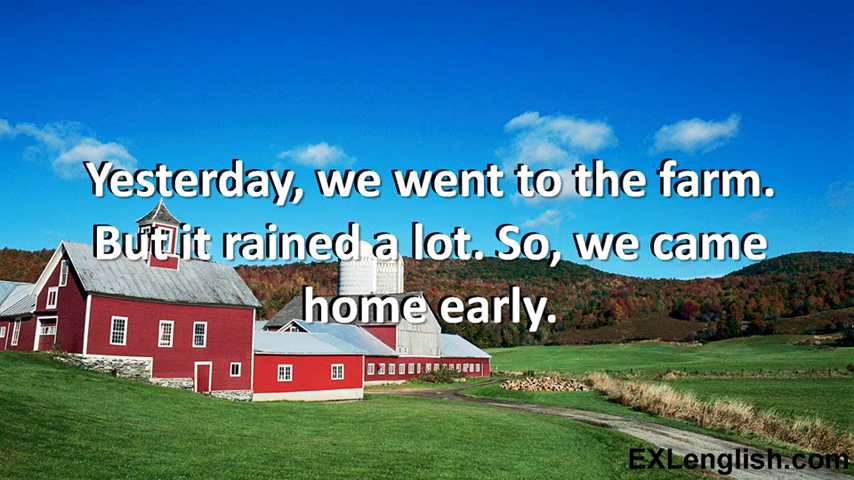 Yesterday, we went to the farm.
But it rained a lot. So, we came
home early.
EXLenglish.com